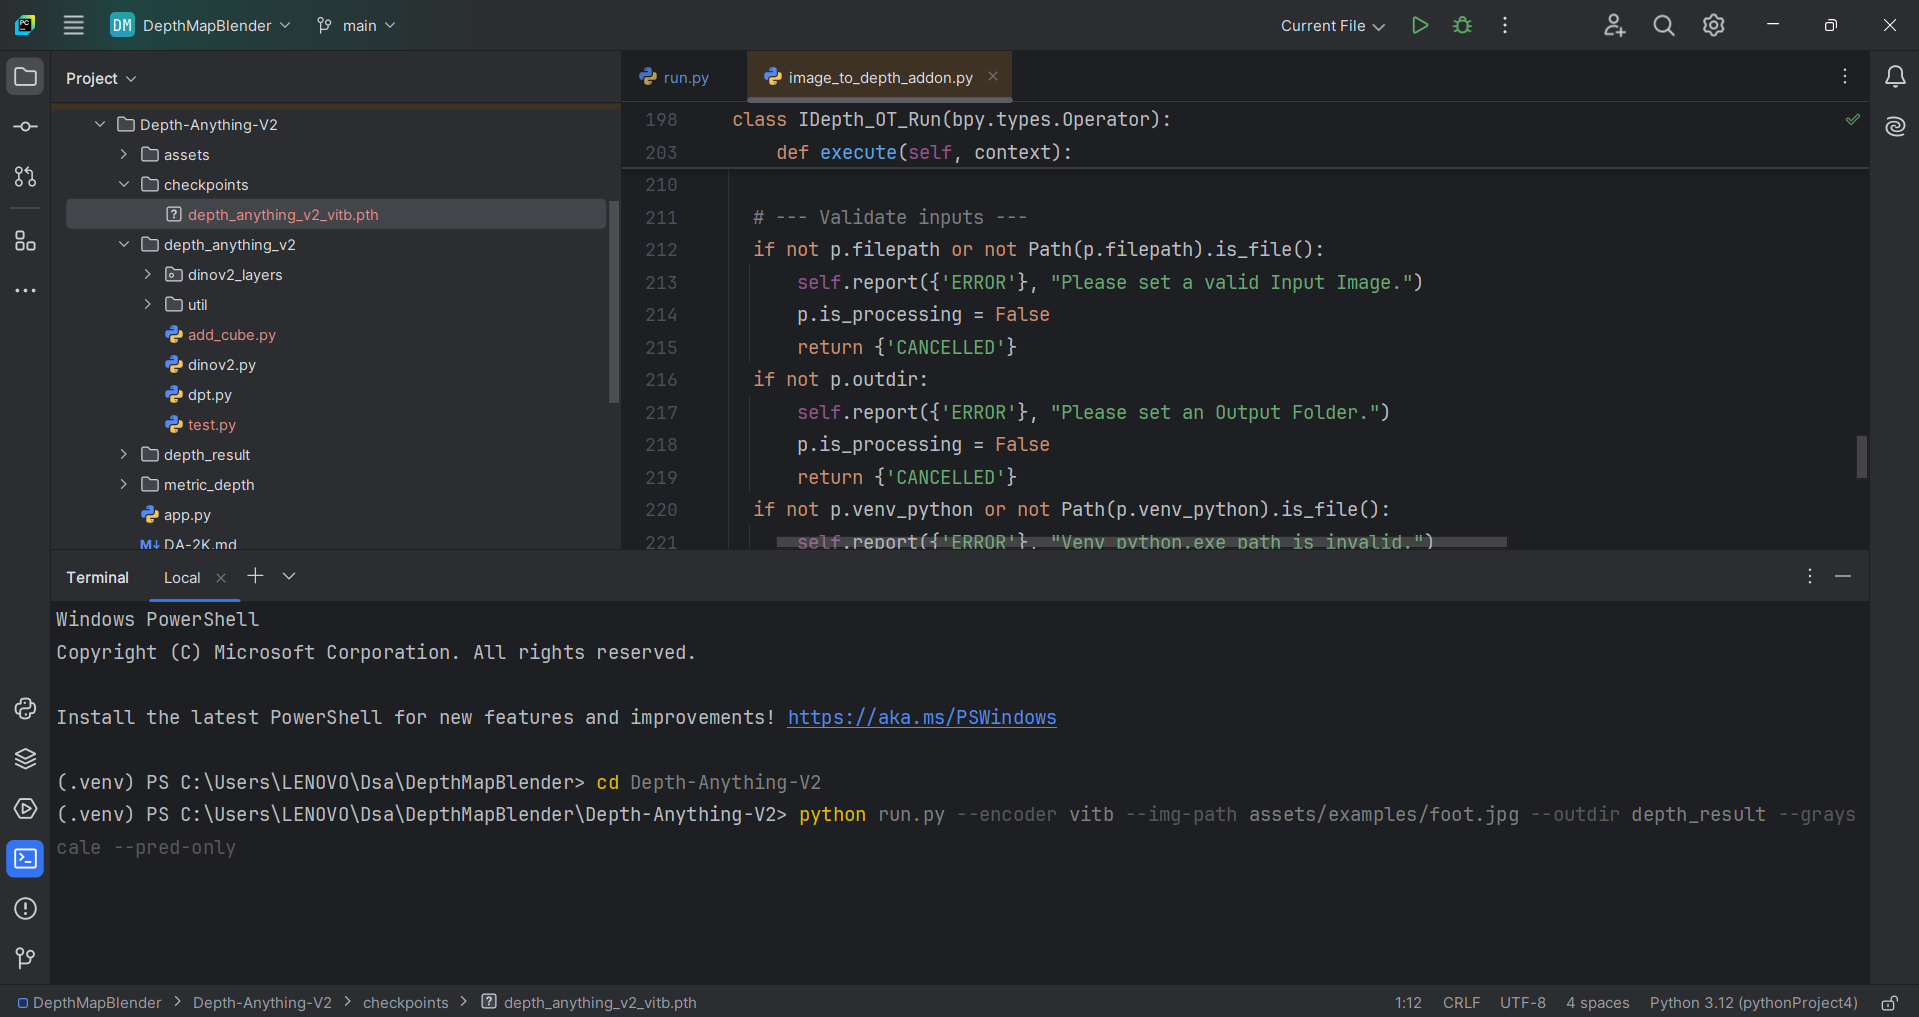 DM DepthMapBlender main Current File
Project
Depth-Anything-V2
assets
checkpoints
depth_anything_v2_vitb.pth
depth_anything_v2
dinov2_layers
util
add_cube.py
dinov2.py
dpt.py
test.py
depth_result
metric_depth
app.py
M↓ DA-2K.md
run.py image_to_depth_addon.py
198 class IDepth_OT_Run(bpy.types.Operator):
203 def execute(self, context):
210
211 # --- Validate inputs ---
212 if not p.filepath or not Path(p.filepath).is_file():
213 self.report({'ERROR'}, "Please set a valid Input Image.")
214 p.is_processing = False
215 return {'CANCELLED'}
216 if not p.outdir:
217 self.report({'ERROR'}, "Please set an Output Folder.")
218 p.is_processing = False
219 return {'CANCELLED'}
220 if not p.venv_python or not Path(p.venv_python).is_file():
221 self.report({'ERROR'}, "Venv python.exe path is invalid.")
Terminal Local
Windows PowerShell
Copyright (C) Microsoft Corporation. All rights reserved.
Install the latest PowerShell for new features and improvements! https://aka.ms/PSWindows
(.venv) PS C:\Users\LENOVO\Dsa\DepthMapBlender> cd Depth-Anything-V2
(.venv) PS C:\Users\LENOVO\Dsa\DepthMapBlender\Depth-Anything-V2> python run.py --encoder vitb --img-path assets/examples/foot.jpg --outdir depth_result --grays
cale --pred-only
DepthMapBlender > Depth-Anything-V2 > checkpoints > depth_anything_v2_vitb.pth 1:12 CRLF UTF-8 4 spaces Python 3.12 (pythonProject4)